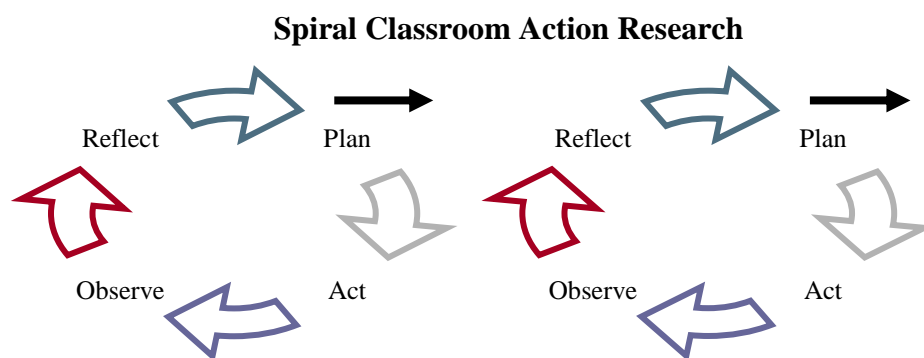 Spiral Classroom Action Research
Reflect Plan Reflect Plan
Observe Act Observe Act